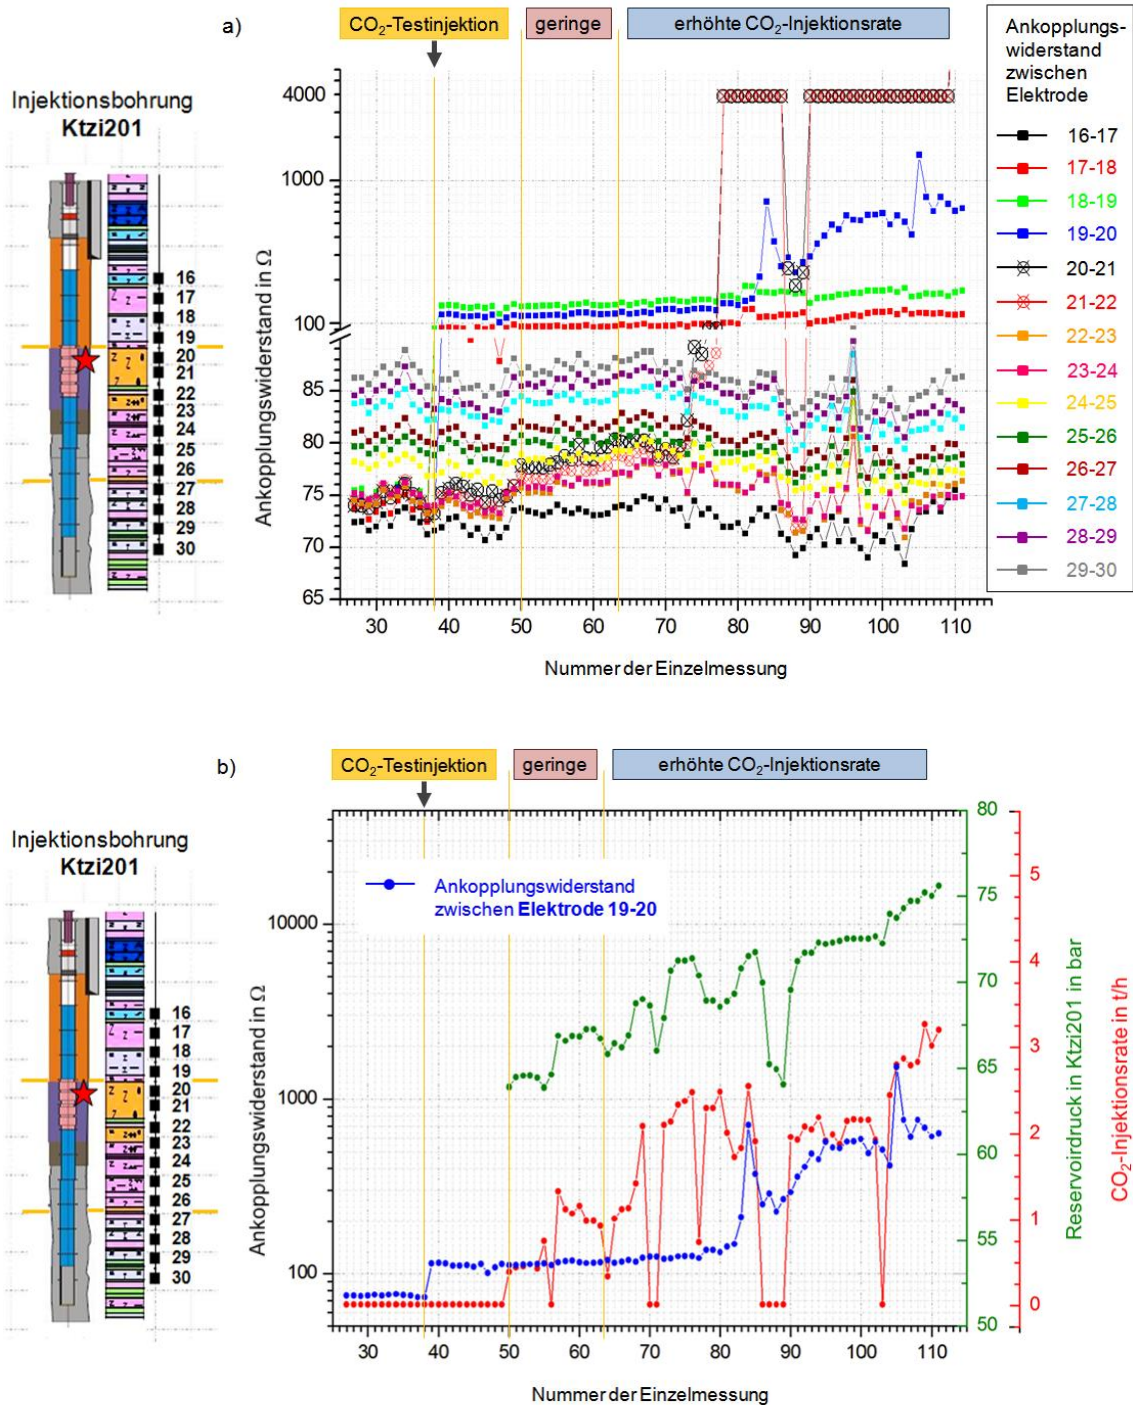 a)
CO₂-Testinjektion
geringe
erhöhte CO₂-Injektionsrate
Injektionsbohrung
Ktzi201
16
17
18
19
20
21
22
23
24
25
26
27
28
29
30
Ankopplungswiderstand in Ω
4000
1000
100
85
80
75
70
65
30 40 50 60 70 80 90 100 110
Nummer der Einzelmessung
Ankopplungs-
widerstand
zwischen
Elektrode
16-17
17-18
18-19
19-20
20-21
21-22
22-23
23-24
24-25
25-26
26-27
27-28
28-29
29-30
b)
CO₂-Testinjektion
geringe
erhöhte CO₂-Injektionsrate
Injektionsbohrung
Ktzi201
16
17
18
19
20
21
22
23
24
25
26
27
28
29
30
Ankopplungswiderstand
zwischen Elektrode 19-20
Ankopplungswiderstand in Ω
10000
1000
100
30 40 50 60 70 80 90 100 110
Nummer der Einzelmessung
80
75
70
65
60
55
50
Reservoirdruck in Ktzi201 in bar
5
4
3
2
1
0
CO₂-Injektionsrate in t/h